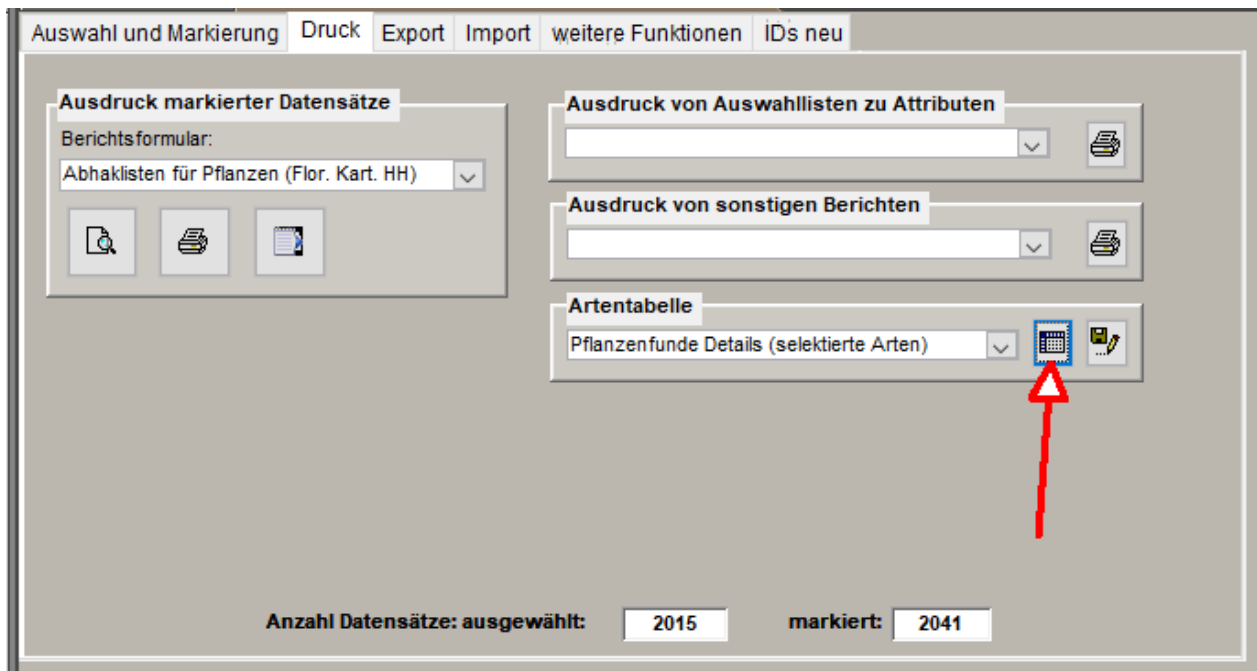 Auswahl und Markierung Druck Export Import weitere Funktionen IDs neu
Ausdruck markierter Datensätze
Berichtsformular:
Abhaklisten für Pflanzen (Flor. Kart. HH)
Ausdruck von Auswahllisten zu Attributen
Ausdruck von sonstigen Berichten
Artentabelle
Pflanzenfunde Details (selektierte Arten)
Anzahl Datensätze: ausgewählt: 2015 markiert: 2041